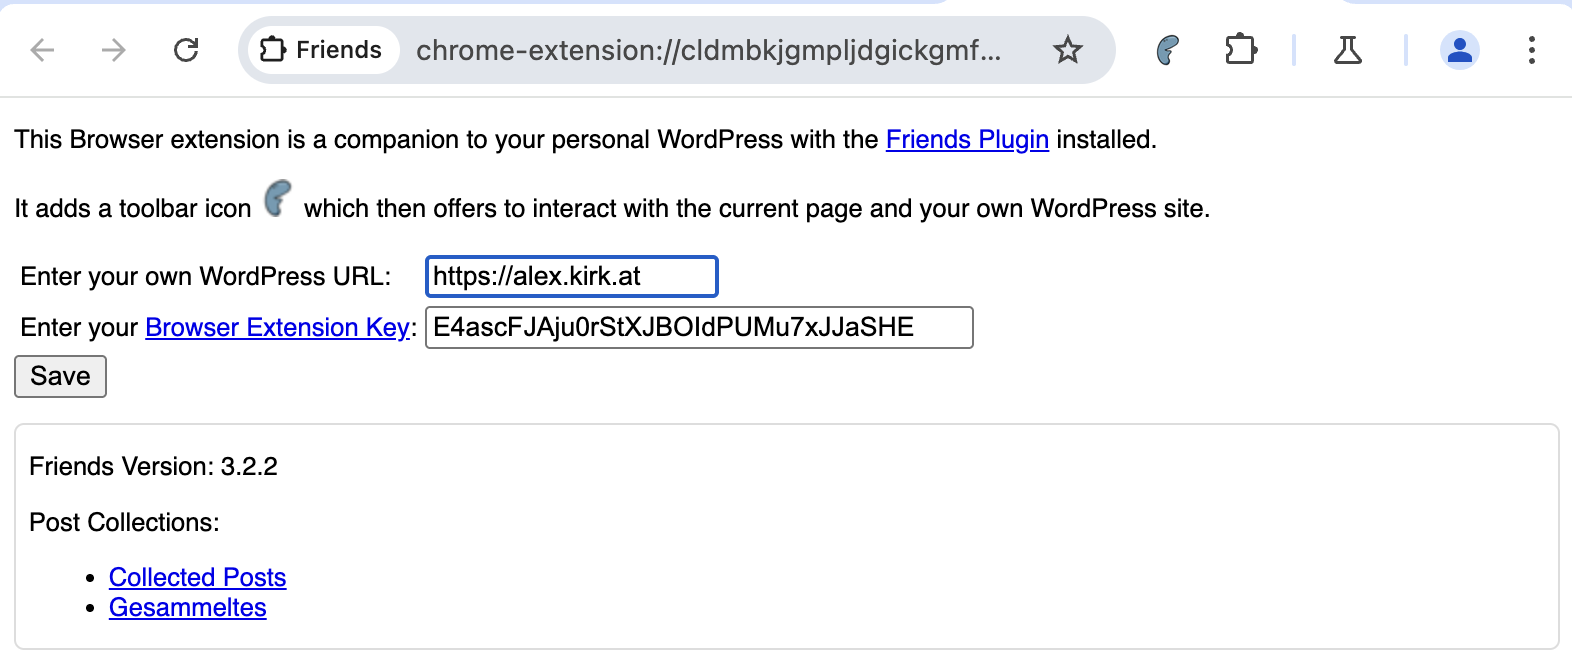 Friends chrome-extension://cldmbkjgmpljdgickgmf...
This Browser extension is a companion to your personal WordPress with the Friends Plugin installed.
It adds a toolbar icon which then offers to interact with the current page and your own WordPress site.
Enter your own WordPress URL: https://alex.kirk.at
Enter your Browser Extension Key: E4ascFJAju0rStXJBOIdPUMu7xJJaSHE
Save
Friends Version: 3.2.2
Post Collections:
• Collected Posts
• Gesammeltes